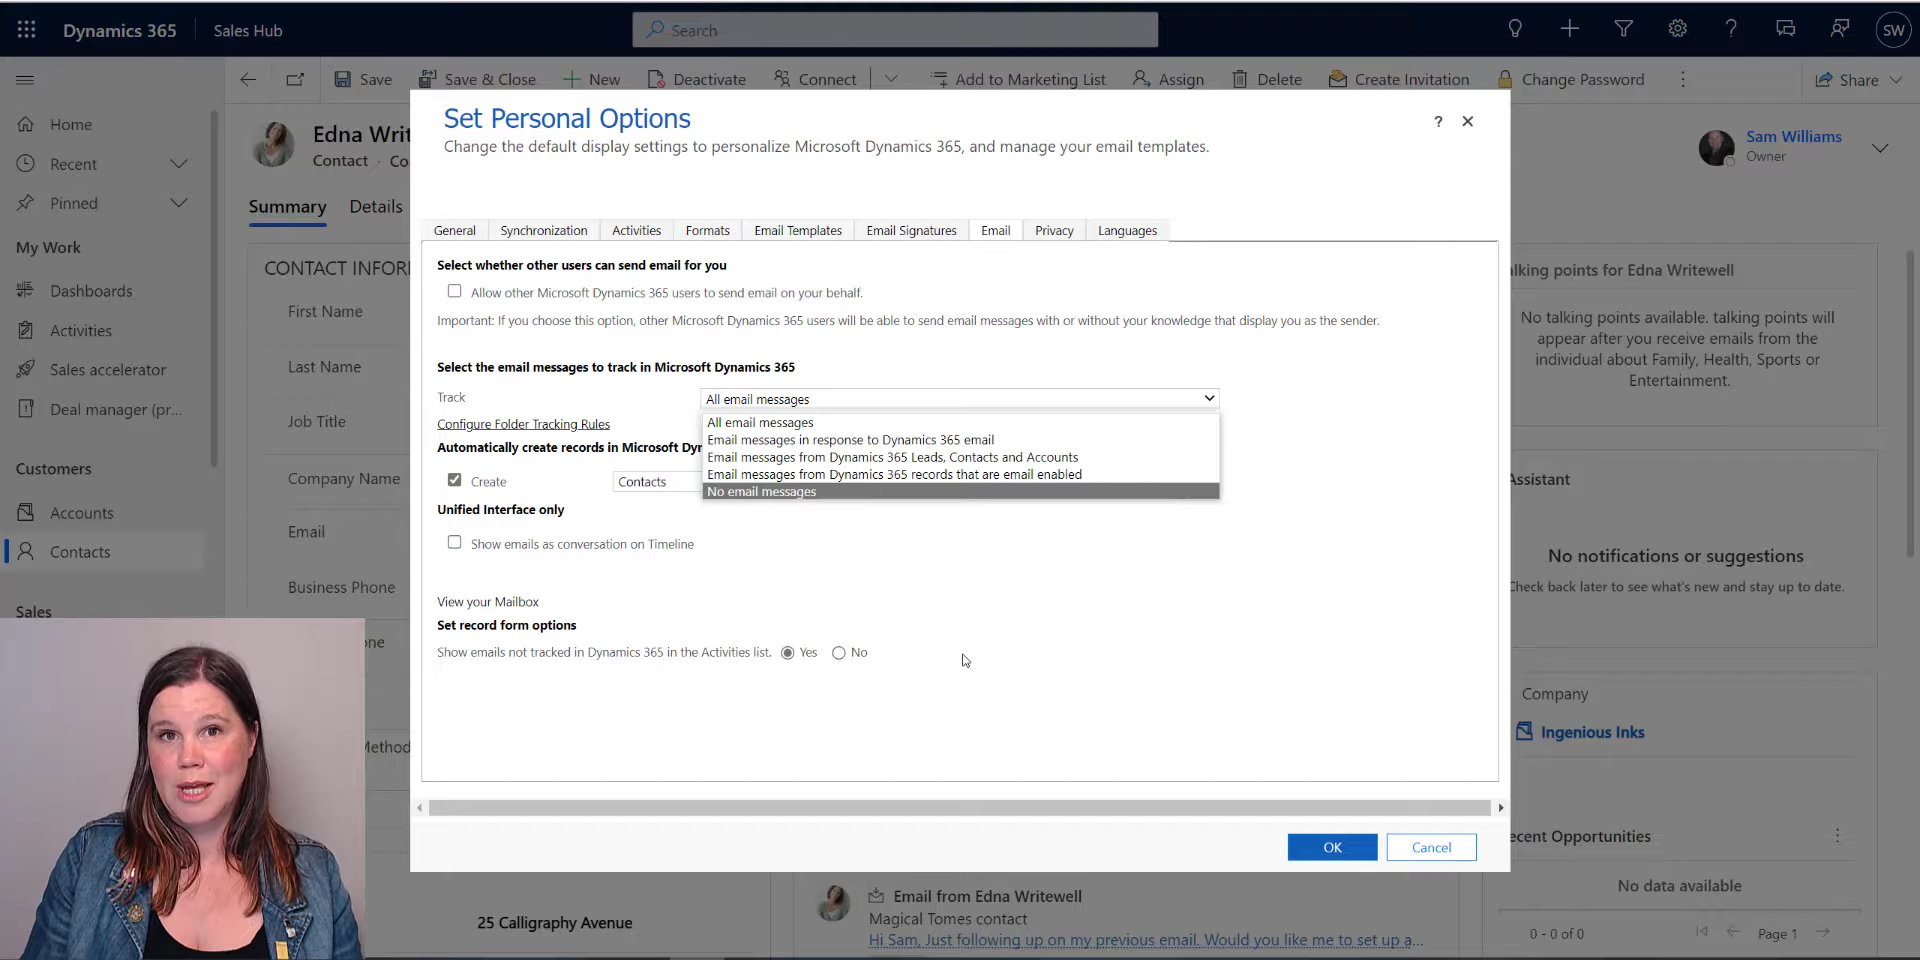 Dynamics 365
Sales Hub
Search
SW
Save
Save & Close
New
Deactivate
Connect
Add to Marketing List
Assign
Delete
Create Invitation
Change Password
Share
Home
Recent
Pinned
My Work
Dashboards
Activities
Sales accelerator
Deal manager (pr...
Customers
Accounts
Contacts
Sales
Edna Writ
Contact · Co
Summary
Details
CONTACT INFOR
First Name
Last Name
Job Title
Company Name
Email
Business Phone
one
Method
25 Calligraphy Avenue
Set Personal Options
Change the default display settings to personalize Microsoft Dynamics 365, and manage your email templates.
?
General
Synchronization
Activities
Formats
Email Templates
Email Signatures
Email
Privacy
Languages
Select whether other users can send email for you
Allow other Microsoft Dynamics 365 users to send email on your behalf.
Important: If you choose this option, other Microsoft Dynamics 365 users will be able to send email messages with or without your knowledge that display you as the sender.
Select the email messages to track in Microsoft Dynamics 365
Track
All email messages
All email messages
Email messages in response to Dynamics 365 email
Email messages from Dynamics 365 Leads, Contacts and Accounts
Email messages from Dynamics 365 records that are email enabled
No email messages
Configure Folder Tracking Rules
Automatically create records in Microsoft Dyn
Create
Contacts
Unified Interface only
Show emails as conversation on Timeline
View your Mailbox
Set record form options
Show emails not tracked in Dynamics 365 in the Activities list.
Yes
No
OK
Cancel
Email from Edna Writewell
Magical Tomes contact
Hi Sam, Just following up on my previous email. Would you like me to set up a...
Sam Williams
Owner
alking points for Edna Writewell
No talking points available. talking points will
appear after you receive emails from the
individual about Family, Health, Sports or
Entertainment.
Assistant
No notifications or suggestions
Check back later to see what's new and stay up to date.
Company
Ingenious Inks
ecent Opportunities
No data available
0 - 0 of 0
Page 1